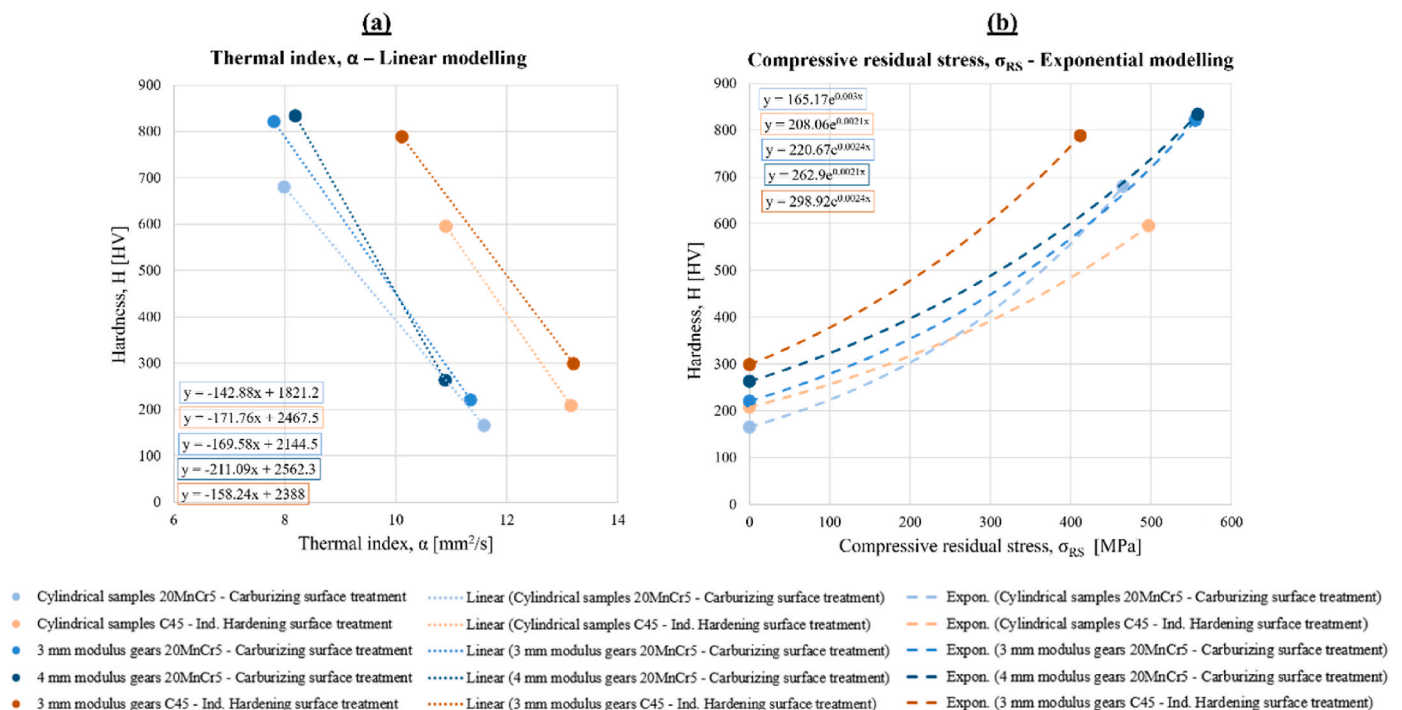 (a)
Thermal index, α – Linear modelling
900
800
700
600
500
400
300
200
100
0
Hardness, H [HV]
y = -142.88x + 1821.2
y = -171.76x + 2467.5
y = -169.58x + 2144.5
y = -211.09x + 2562.3
y = -158.24x + 2388
6 8 10 12 14
Thermal index, α [mm²/s]
(b)
Compressive residual stress, σRS - Exponential modelling
900
800
700
600
500
400
300
200
100
0
Hardness, H [HV]
y = 165.17e^0.003x
y = 208.06e^0.0021x
y = 220.67e^0.0024x
y = 262.9e^0.0021x
y = 298.92e^0.0024x
0 100 200 300 400 500 600
Compressive residual stress, σRS [MPa]
Cylindrical samples 20MnCr5 - Carburizing surface treatment
Cylindrical samples C45 - Ind. Hardening surface treatment
3 mm modulus gears 20MnCr5 - Carburizing surface treatment
4 mm modulus gears 20MnCr5 - Carburizing surface treatment
3 mm modulus gears C45 - Ind. Hardening surface treatment
Linear (Cylindrical samples 20MnCr5 - Carburizing surface treatment)
Linear (Cylindrical samples C45 - Ind. Hardening surface treatment)
Linear (3 mm modulus gears 20MnCr5 - Carburizing surface treatment)
Linear (4 mm modulus gears 20MnCr5 - Carburizing surface treatment)
Linear (3 mm modulus gears C45 - Ind. Hardening surface treatment)
Expon. (Cylindrical samples 20MnCr5 - Carburizing surface treatment)
Expon. (Cylindrical samples C45 - Ind. Hardening surface treatment)
Expon. (3 mm modulus gears 20MnCr5 - Carburizing surface treatment)
Expon. (4 mm modulus gears 20MnCr5 - Carburizing surface treatment)
Expon. (3 mm modulus gears C45 - Ind. Hardening surface treatment)